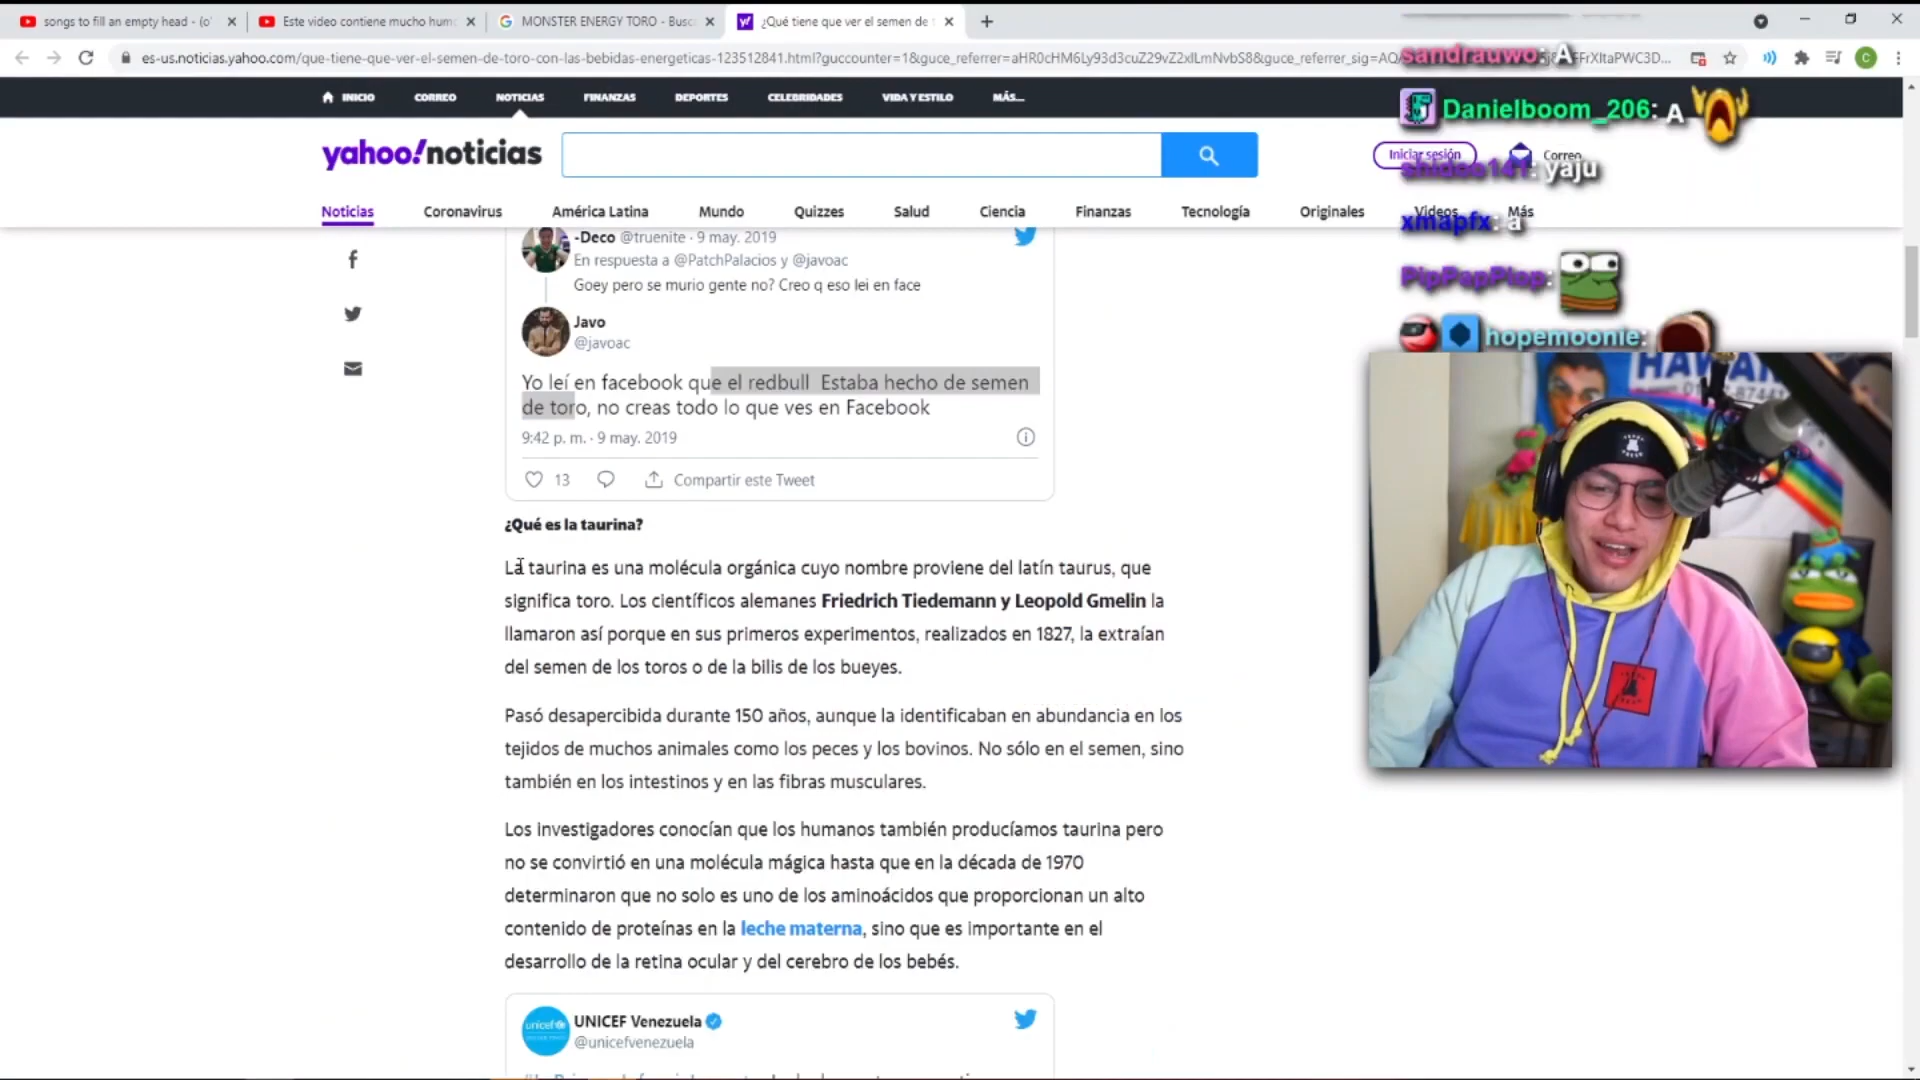 songs to fill an empty head - (o'
Este video contiene mucho hum
MONSTER ENERGY TORO - Busc
¿Qué tiene que ver el semen de
es-us.noticias.yahoo.com/que-tiene-que-ver-el-semen-de-toro-con-las-bebidas-energeticas-123512841.html?guccounter=1&guce_referrer=aHR0cHM6Ly93d3cuZ29vZ2xlLmNvbS8&guce_referrer_sig=AQ
FrXItaPWC3D...
INICIO
CORREO
NOTICIAS
FINANZAS
DEPORTES
CELEBRIDADES
VIDA Y ESTILO
MÁS...
yahoo!noticias
Iniciar sesión
Correo
Noticias
Coronavirus
América Latina
Mundo
Quizzes
Salud
Ciencia
Finanzas
Tecnología
Originales
Videos
Más
sandrauwo: A
Danielboom_206: A
shidoo141: yaju
xmapfx: a
PipPapPlop:
hopemoonie:
-Deco @truenite · 9 may. 2019
En respuesta a @PatchPalacios y @javoac
Goey pero se murio gente no? Creo q eso lei en face
Javo
@javoac
Yo leí en facebook que el redbull Estaba hecho de semen
de toro, no creas todo lo que ves en Facebook
9:42 p. m. · 9 may. 2019
13
Compartir este Tweet
¿Qué es la taurina?
La taurina es una molécula orgánica cuyo nombre proviene del latín taurus, que
significa toro. Los científicos alemanes Friedrich Tiedemann y Leopold Gmelin la
llamaron así porque en sus primeros experimentos, realizados en 1827, la extraían
del semen de los toros o de la bilis de los bueyes.
Pasó desapercibida durante 150 años, aunque la identificaban en abundancia en los
tejidos de muchos animales como los peces y los bovinos. No sólo en el semen, sino
también en los intestinos y en las fibras musculares.
Los investigadores conocían que los humanos también producíamos taurina pero
no se convirtió en una molécula mágica hasta que en la década de 1970
determinaron que no solo es uno de los aminoácidos que proporcionan un alto
contenido de proteínas en la leche materna, sino que es importante en el
desarrollo de la retina ocular y del cerebro de los bebés.
unicef
UNICEF Venezuela
@unicefvenezuela